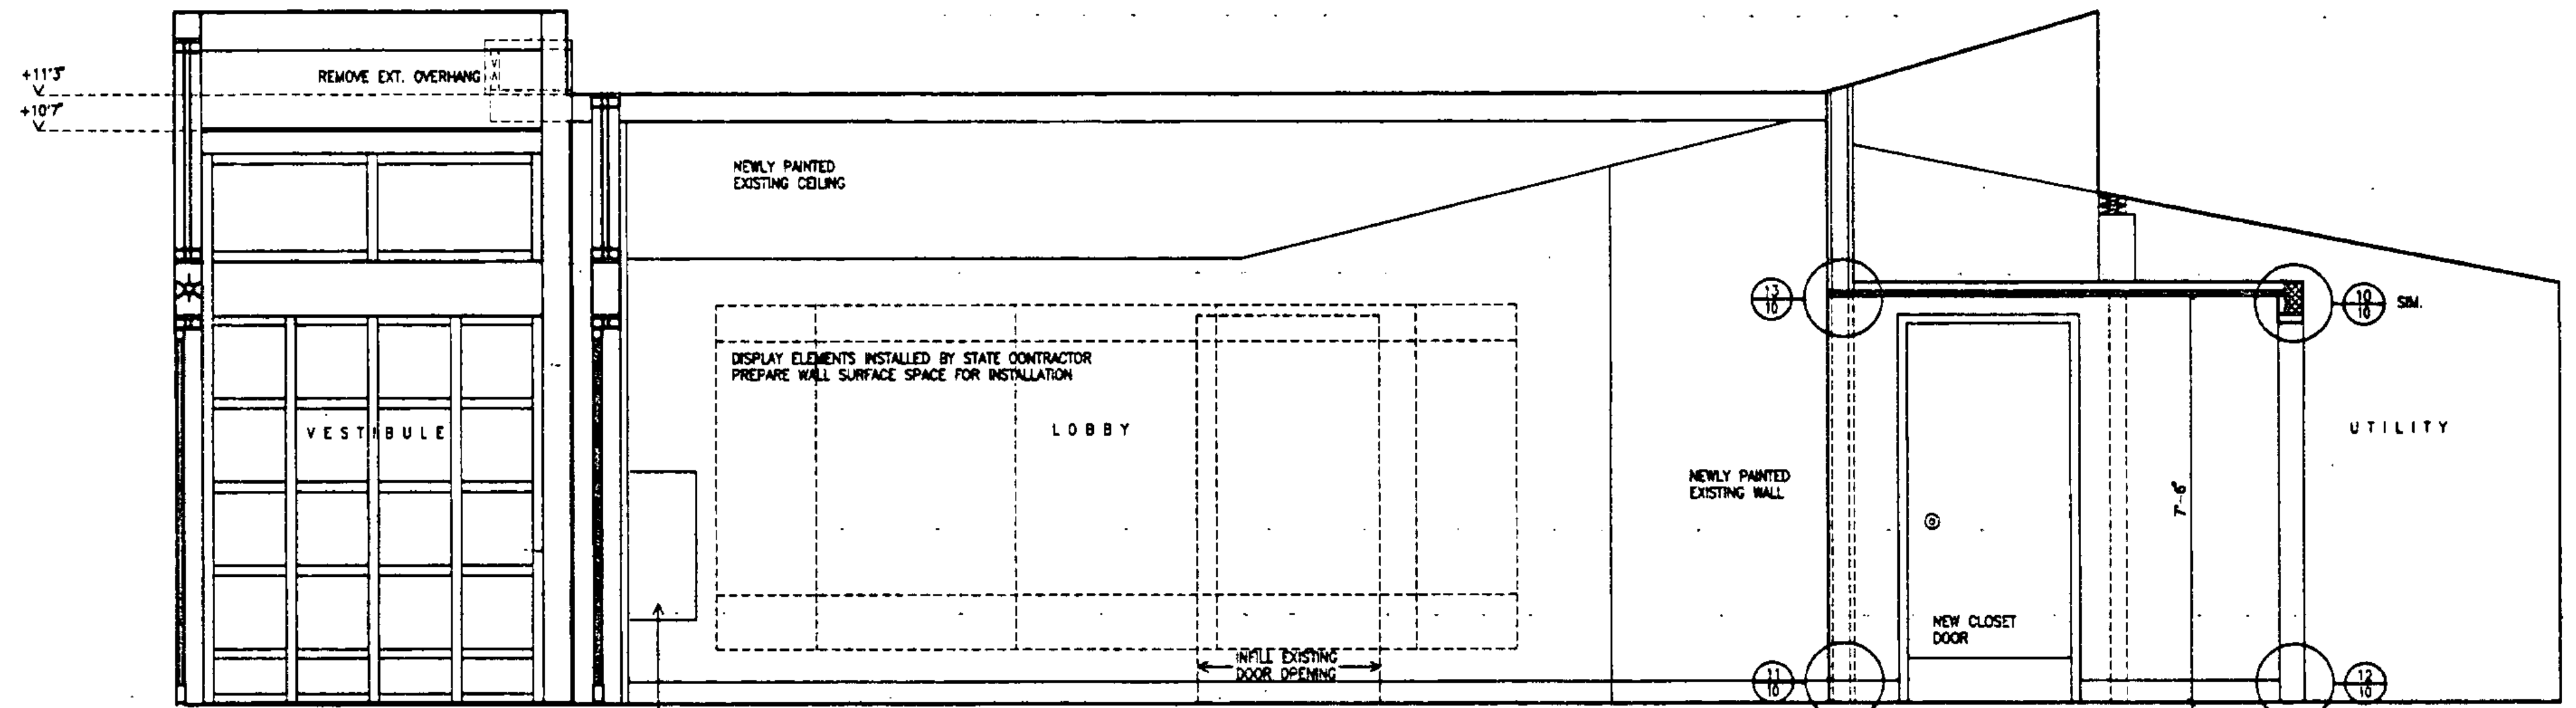 +11'3"
+10'7"
REMOVE EXT. OVERHANG
NEWLY PAINTED
EXISTING CEILING
13
10
10
10
SIM.
DISPLAY ELEMENTS INSTALLED BY STATE CONTRACTOR
PREPARE WALL SURFACE SPACE FOR INSTALLATION
VESTIBULE
LOBBY
UTILITY
NEWLY PAINTED
EXISTING WALL
7'-6"
NEW CLOSET
DOOR
INFILL EXISTING
DOOR OPENING
11
10
12
10